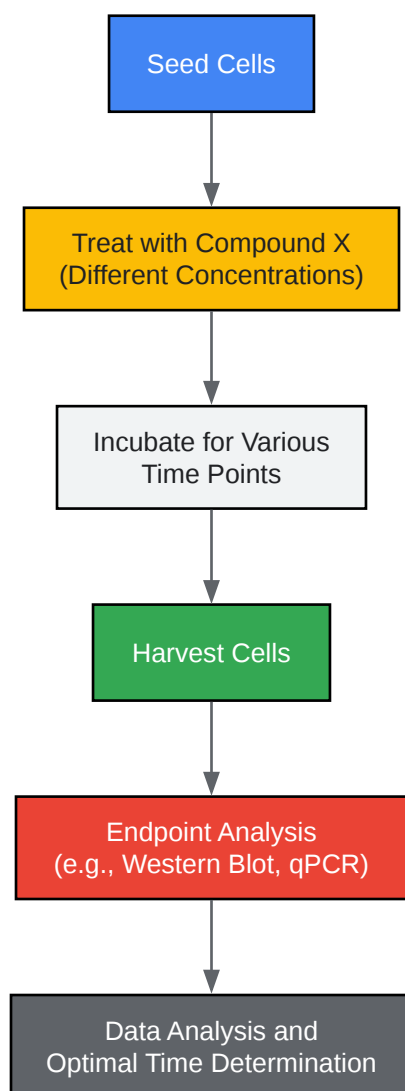 Seed Cells
Treat with Compound X
(Different Concentrations)
Incubate for Various
Time Points
Harvest Cells
Endpoint Analysis
(e.g., Western Blot, qPCR)
Data Analysis and
Optimal Time Determination